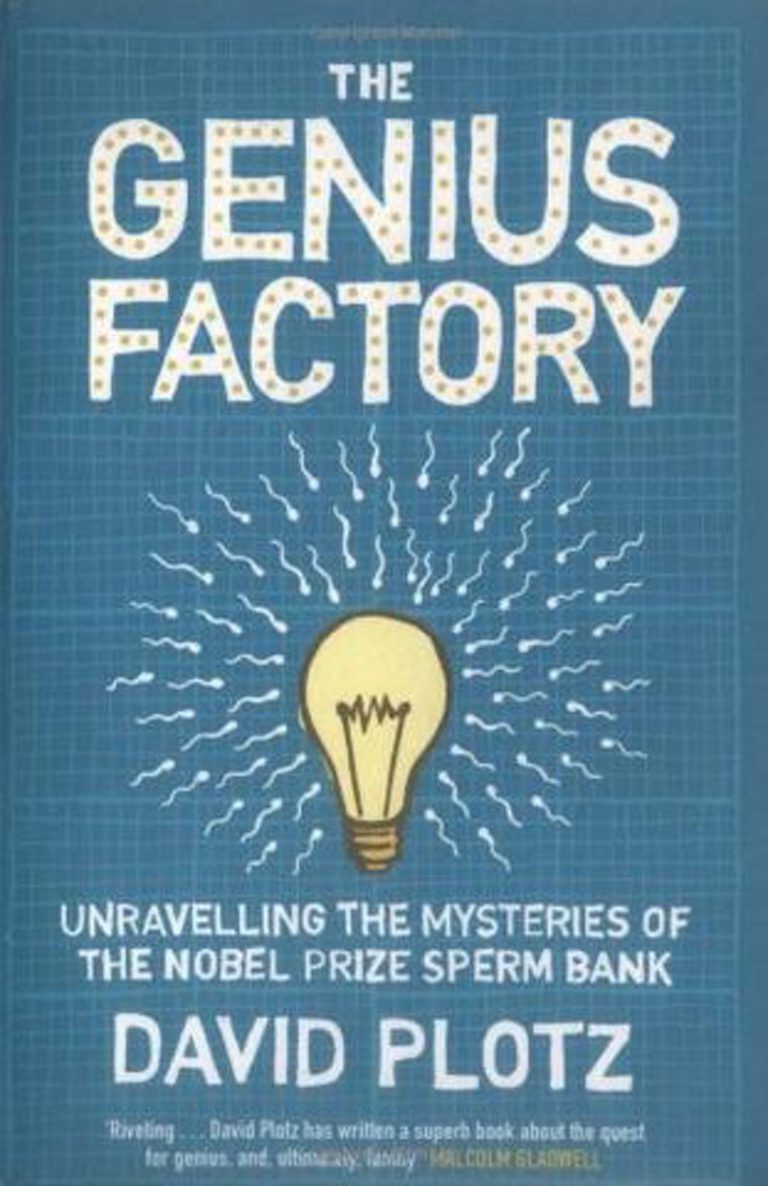 THE
GENIUS
FACTORY
UNRAVELLING THE MYSTERIES OF
THE NOBEL PRIZE SPERM BANK
DAVID PLOTZ
'Riveting . . . David Plotz has written a superb book about the quest
for genius, and, ultimately, family' MALCOLM GLADWELL